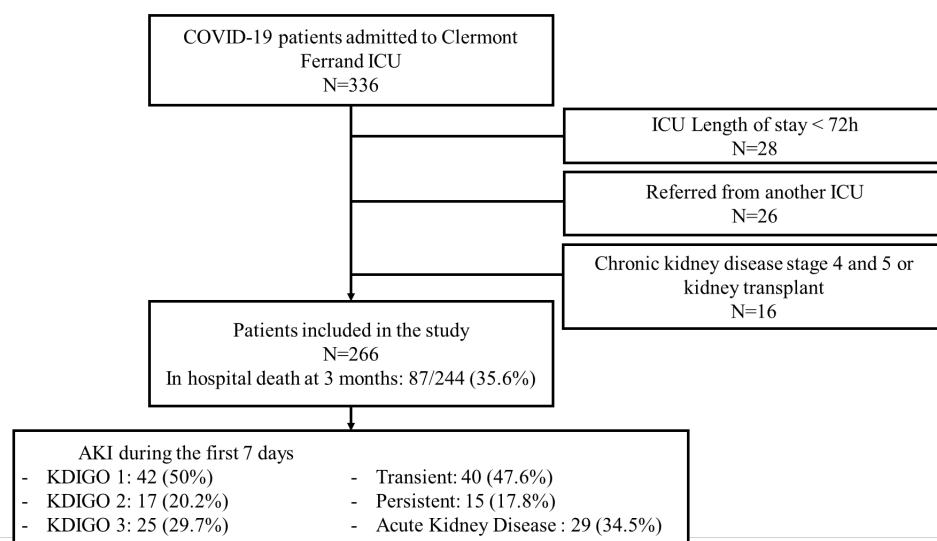 COVID-19 patients admitted to Clermont
Ferrand ICU
N=336
ICU Length of stay < 72h
N=28
Referred from another ICU
N=26
Chronic kidney disease stage 4 and 5 or
kidney transplant
N=16
Patients included in the study
N=266
In hospital death at 3 months: 87/244 (35.6%)
AKI during the first 7 days
- KDIGO 1: 42 (50%)
- KDIGO 2: 17 (20.2%)
- KDIGO 3: 25 (29.7%)
- Transient: 40 (47.6%)
- Persistent: 15 (17.8%)
- Acute Kidney Disease : 29 (34.5%)